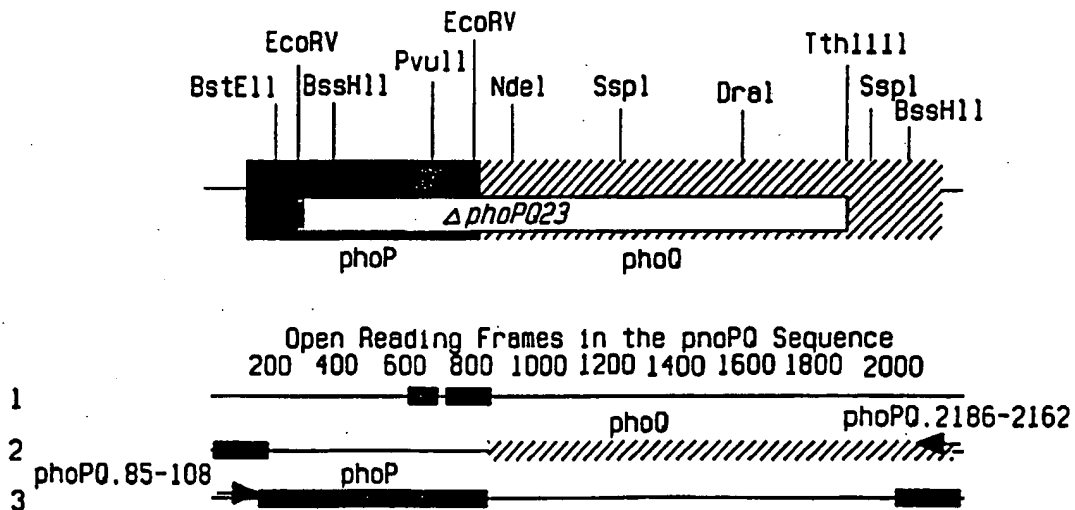 EcoRV
EcoRV
Tth111l
PvuⅡ
BstEll BssHll Ndel Sspl Dral Sspl
BssHll
Δ phoPQ23
phoP phoQ
Open Reading Frames in the pnoPQ Sequence
200 400 600 800 1000 1200 1400 1600 1800 2000
1
phoQ phoPQ.2186-2162
2
phoPQ.85-108 phoP
3